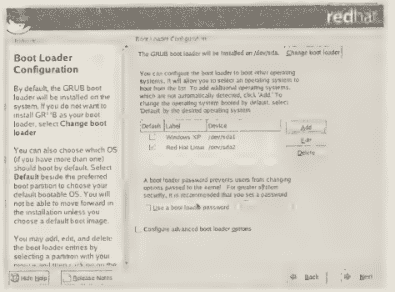 redhat
Boot Loader Configuration
Boot Loader
Configuration
By default, the GRUB boot
loader will be installed on the
system. If you do not want to
install GRUB as your boot
loader, select Change boot
loader
You can also choose which OS
(if you have more than one)
should boot by default. Select
Default beside the preferred
boot partition to choose your
default bootable OS. You will
not be able to move forward in
the installation unless you
choose a default boot image.
You may add, edit, and delete
the boot loader entries by
selecting a partition with your
The GRUB boot loader will be installed on /dev/hda.
Change boot loader
You can configure the boot loader to boot other operating
systems. It will allow you to select an operating system to
boot from the list. To add additional operating systems,
which are not automatically detected, click 'Add.' To
change the operating system booted by default, select
'Default' by the desired operating system.
Default Label Device
Windows XP /dev/hda1
Red Hat Linux /dev/hda2
Add
Edit
Delete
A boot loader password prevents users from changing
options passed to the kernel. For greater system
security, it is recommended that you set a password.
Use a boot loader password
Configure advanced boot loader options
Hide Help
Release Notes
Back
Next